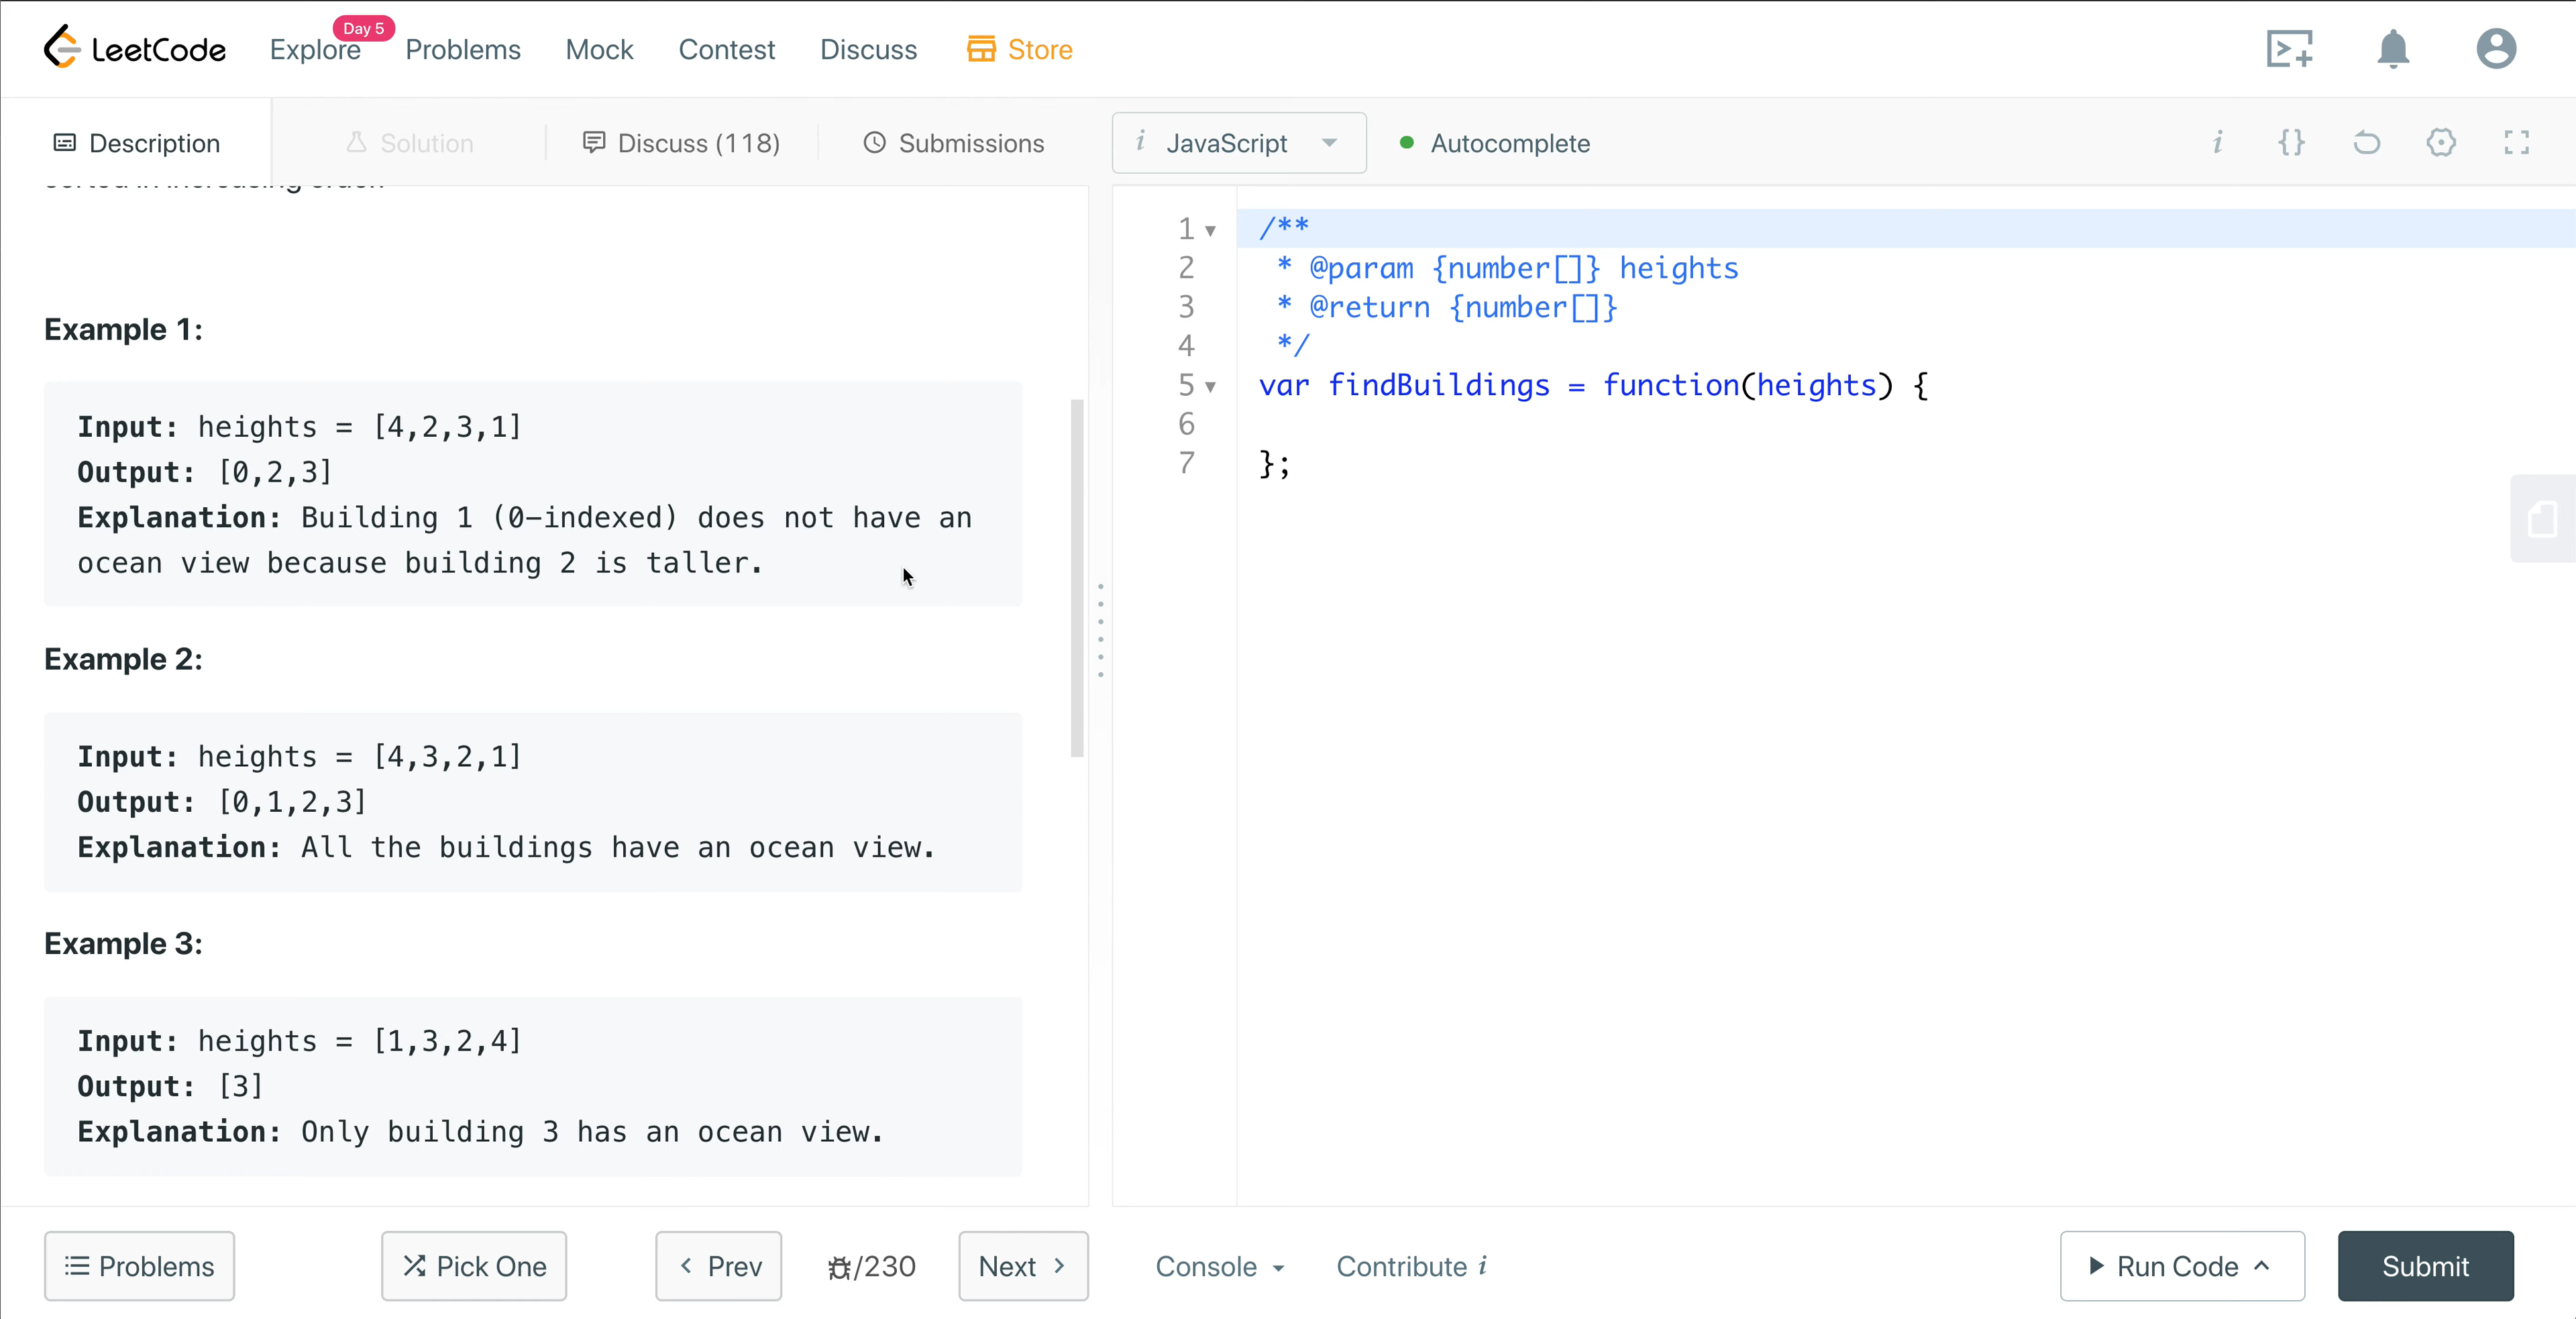 LeetCode
Explore
Day 5
Problems
Mock
Contest
Discuss
Store
Description
Solution
Discuss (118)
Submissions
i JavaScript
Autocomplete
i {}
sorted in increasing order.
Example 1:
Input: heights = [4,2,3,1]
Output: [0,2,3]
Explanation: Building 1 (0-indexed) does not have an
ocean view because building 2 is taller.
Example 2:
Input: heights = [4,3,2,1]
Output: [0,1,2,3]
Explanation: All the buildings have an ocean view.
Example 3:
Input: heights = [1,3,2,4]
Output: [3]
Explanation: Only building 3 has an ocean view.
1 /**
2 * @param {number[]} heights
3 * @return {number[]}
4 */
5 var findBuildings = function(heights) {
6
7 };
Problems
Pick One
Prev
/230
Next
Console
Contribute i
Run Code
Submit